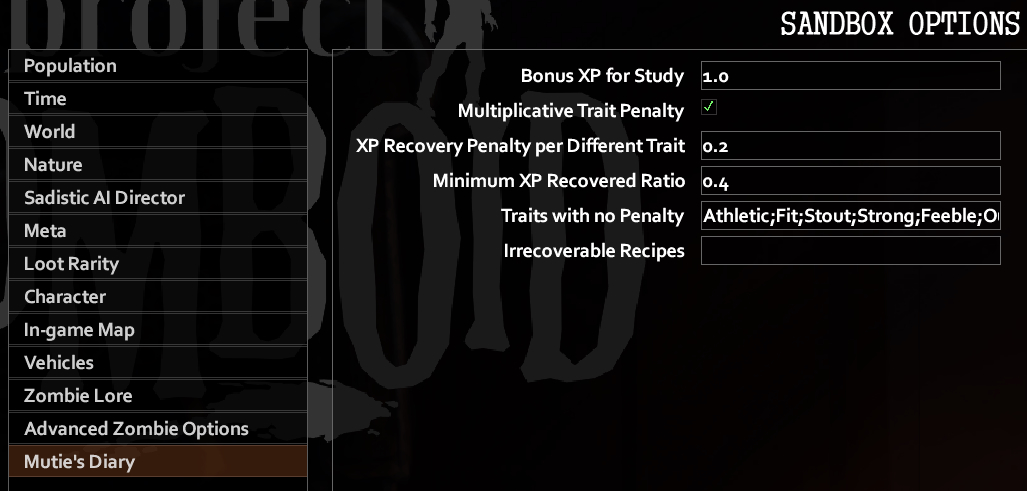 project
ZOMBOID
SANDBOX OPTIONS
Population
Time
World
Nature
Sadistic AI Director
Meta
Loot Rarity
Character
In-game Map
Vehicles
Zombie Lore
Advanced Zombie Options
Mutie's Diary
Bonus XP for Study 1.0
Multiplicative Trait Penalty ✓
XP Recovery Penalty per Different Trait 0.2
Minimum XP Recovered Ratio 0.4
Traits with no Penalty Athletic;Fit;Stout;Strong;Feeble;
Irrecoverable Recipes